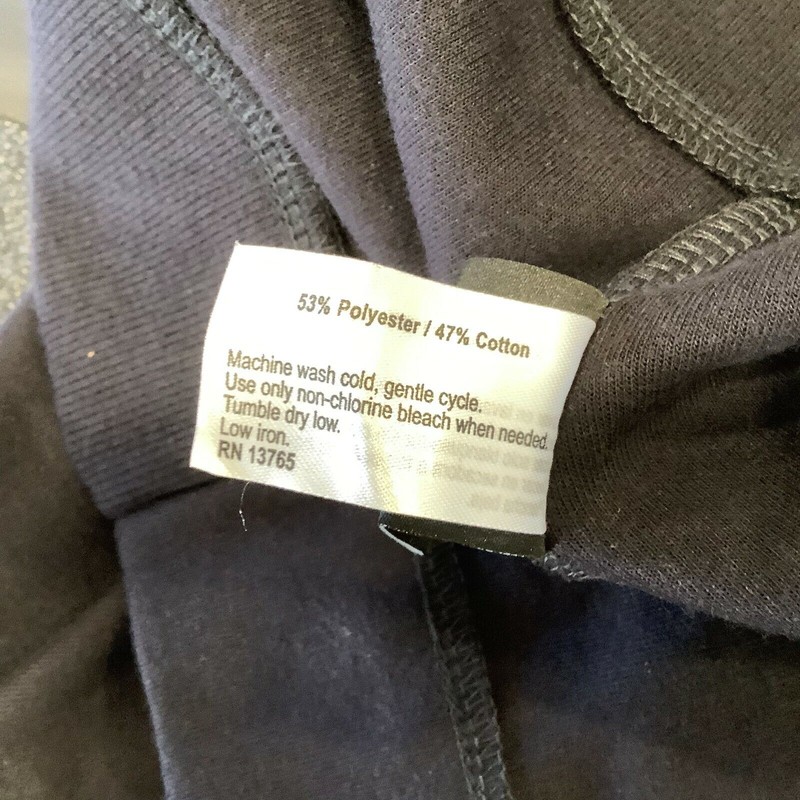 53% Polyester / 47% Cotton
Machine wash cold, gentle cycle.
Use only non-chlorine bleach when needed.
Tumble dry low.
Low iron.
RN 13765